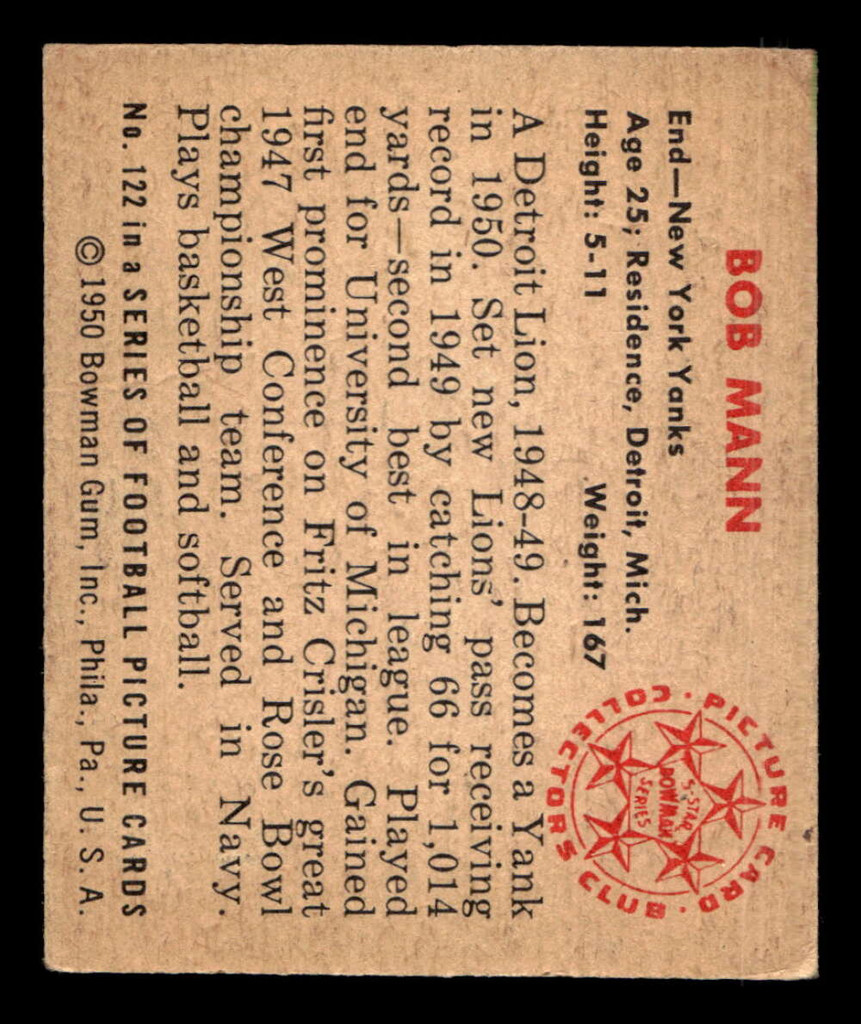 BOB MANN
End—New York Yanks
Age 25; Residence, Detroit, Mich.
Height: 5-11 Weight: 167
A Detroit Lion, 1948-49. Becomes a Yank
in 1950. Set new Lions' pass receiving
record in 1949 by catching 66 for 1,014
yards—second best in league. Played
end for University of Michigan. Gained
first prominence on Fritz Crisler's great
1947 West Conference and Rose Bowl
championship team. Served in Navy.
Plays basketball and softball.
No. 122 in a SERIES OF FOOTBALL PICTURE CARDS
© 1950 Bowman Gum, Inc., Phila., Pa., U. S. A.
PICTURE CARD · COLLECTORS CLUB ·
5-STAR
BOWMAN
SERIES